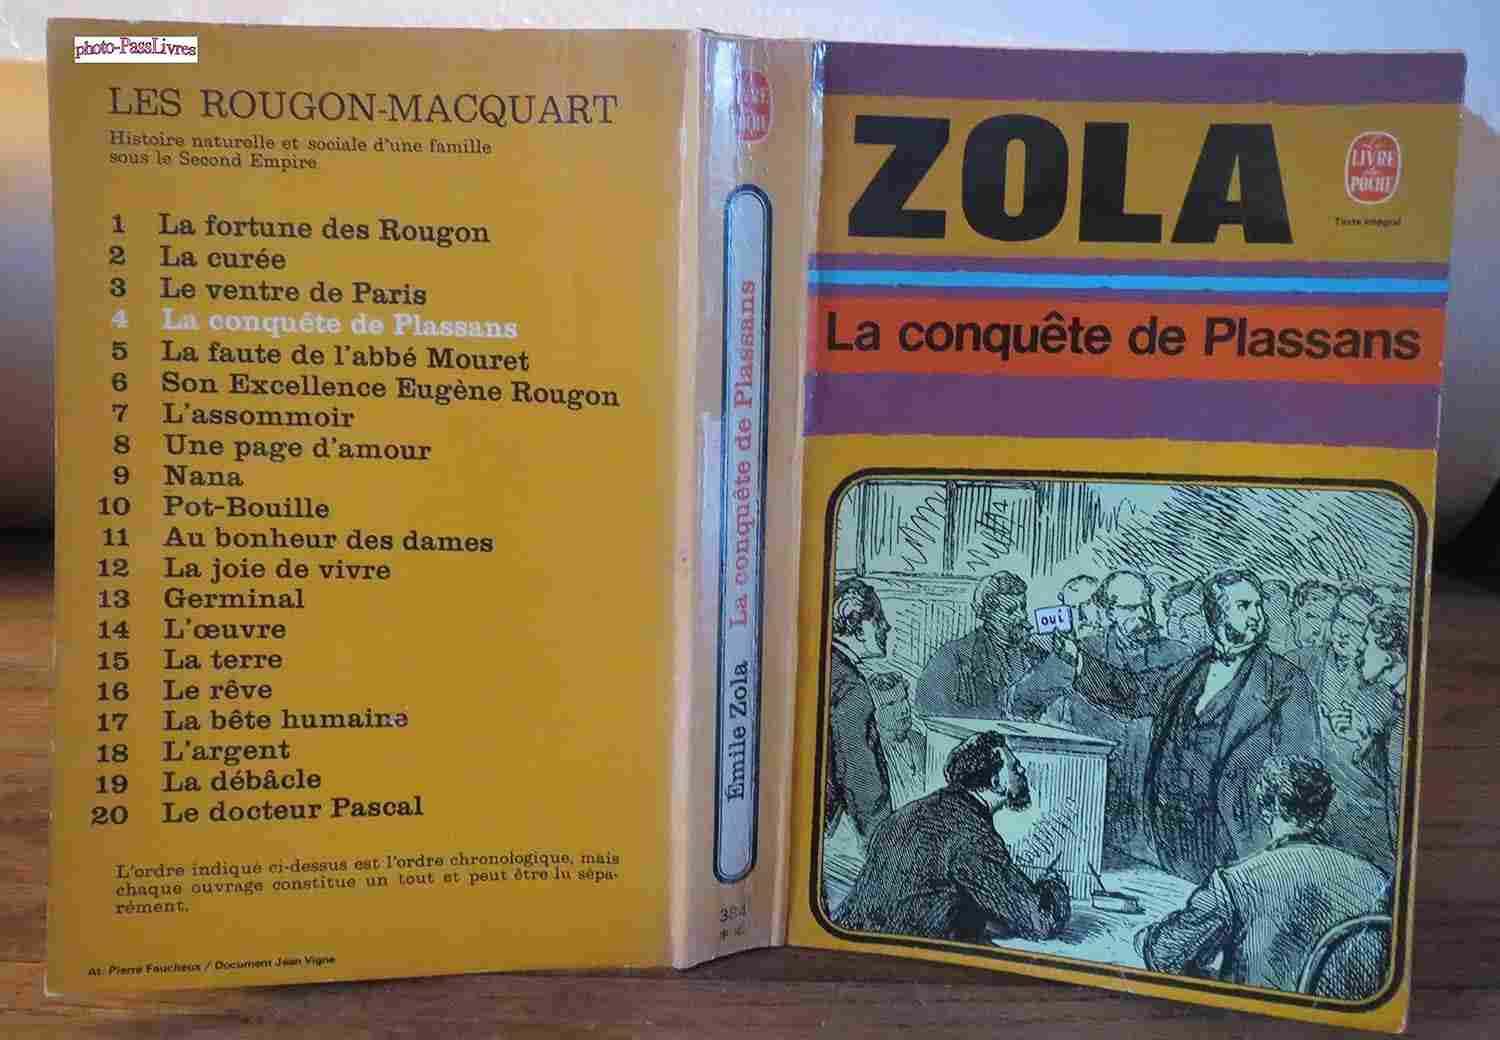 photo-PassLivres
LES ROUGON-MACQUART
Histoire naturelle et sociale d'une famille
sous le Second Empire
1 La fortune des Rougon
2 La curée
3 Le ventre de Paris
4 La conquête de Plassans
5 La faute de l'abbé Mouret
6 Son Excellence Eugène Rougon
7 L'assommoir
8 Une page d'amour
9 Nana
10 Pot-Bouille
11 Au bonheur des dames
12 La joie de vivre
13 Germinal
14 L'œuvre
15 La terre
16 Le rêve
17 La bête humaine
18 L'argent
19 La débâcle
20 Le docteur Pascal
L'ordre indiqué ci-dessus est l'ordre chronologique, mais
chaque ouvrage constitue un tout et peut être lu sépa-
rément.
At. Pierre Faucheux / Document Jean Vigne
POCHE
Émile Zola La conquête de Plassans
384
ZOLA
LIVRE
POCHE
Texte intégral
La conquête de Plassans
oui